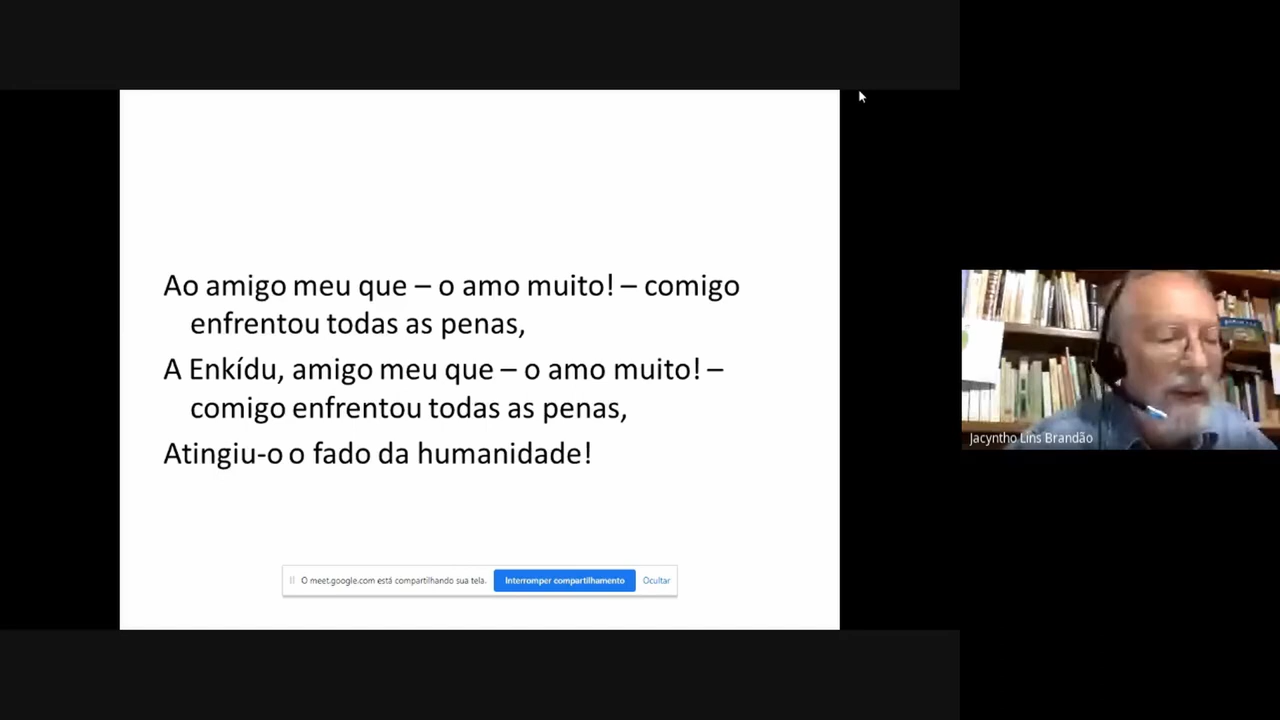 Ao amigo meu que – o amo muito! – comigo
enfrentou todas as penas,
A Enkídu, amigo meu que – o amo muito! –
comigo enfrentou todas as penas,
Atingiu-o o fado da humanidade!
O meet.google.com está compartilhando sua tela. Interromper compartilhamento Ocultar
Jacyntho Lins Brandão